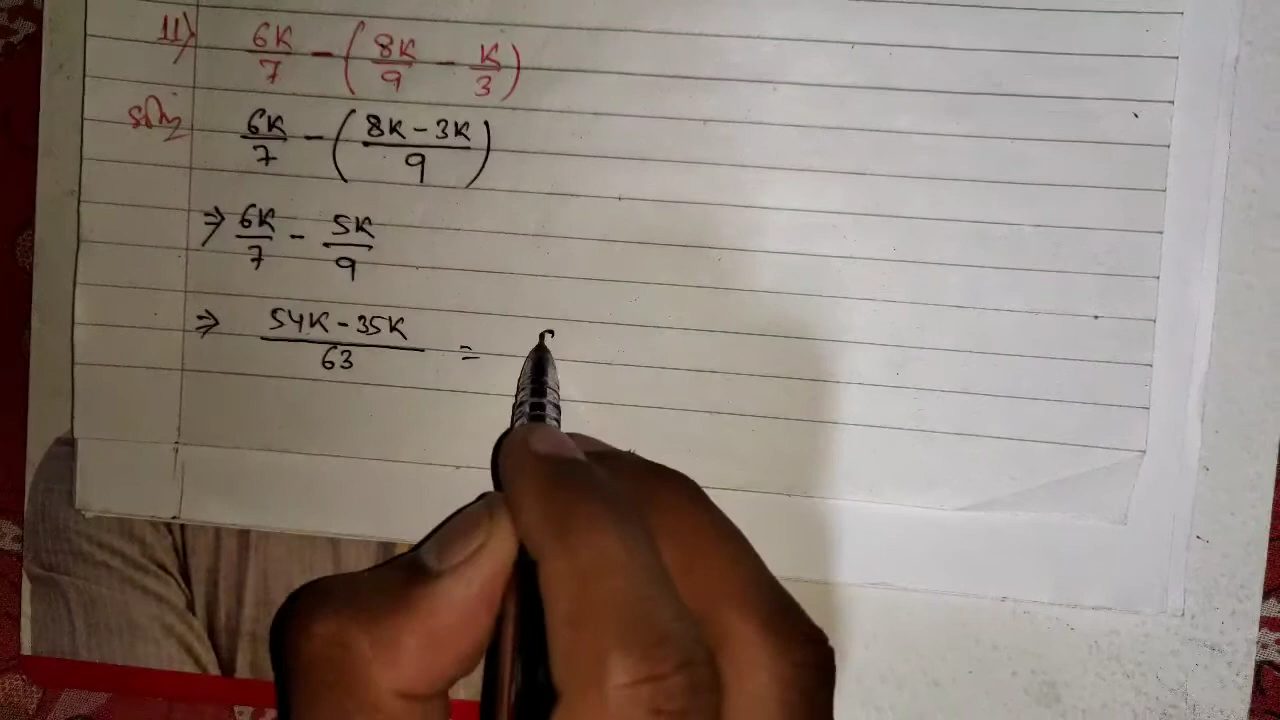 11) 6K/7 - (8K/9 - K/3)
Soln 6K/7 - (8K - 3K / 9)
⇒ 6K/7 - 5K/9
⇒ 54K - 35K / 63 =